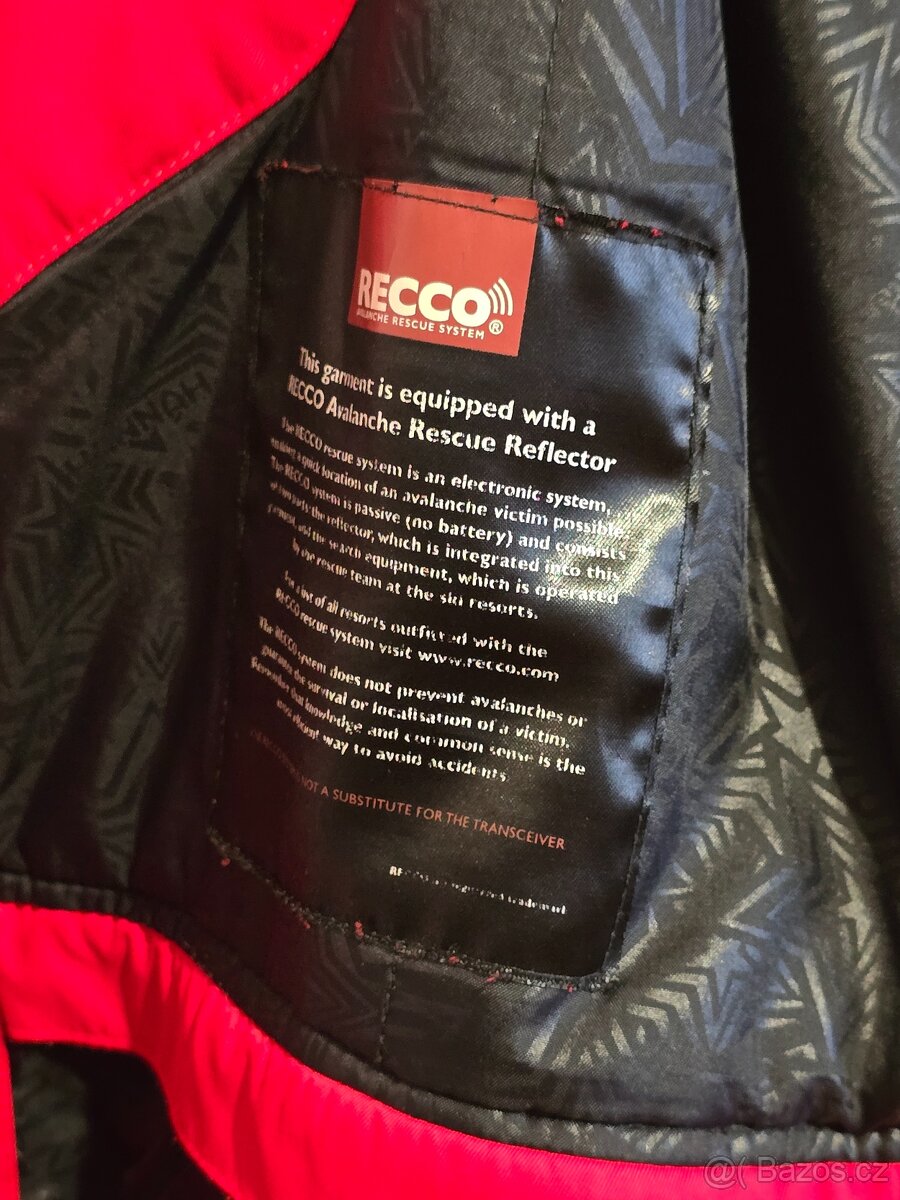 RECCO®
AVALANCHE RESCUE SYSTEM
This garment is equipped with a
RECCO Avalanche Rescue Reflector
The RECCO rescue system is an electronic system,
making a quick location of an avalanche victim possible.
The RECCO system is passive (no battery) and consists
of two parts: the reflector, which is integrated into this
garment, and the search equipment, which is operated
by the rescue team at the ski resorts.
For a list of all resorts outfitted with the
RECCO rescue system visit www.recco.com
The RECCO system does not prevent avalanches or
guarantee the survival or localisation of a victim.
Remember that knowledge and common sense is the
most efficient way to avoid accidents.
NOT A SUBSTITUTE FOR THE TRANSCEIVER
registered trademark
HANNAH
@( Bazoš.cz